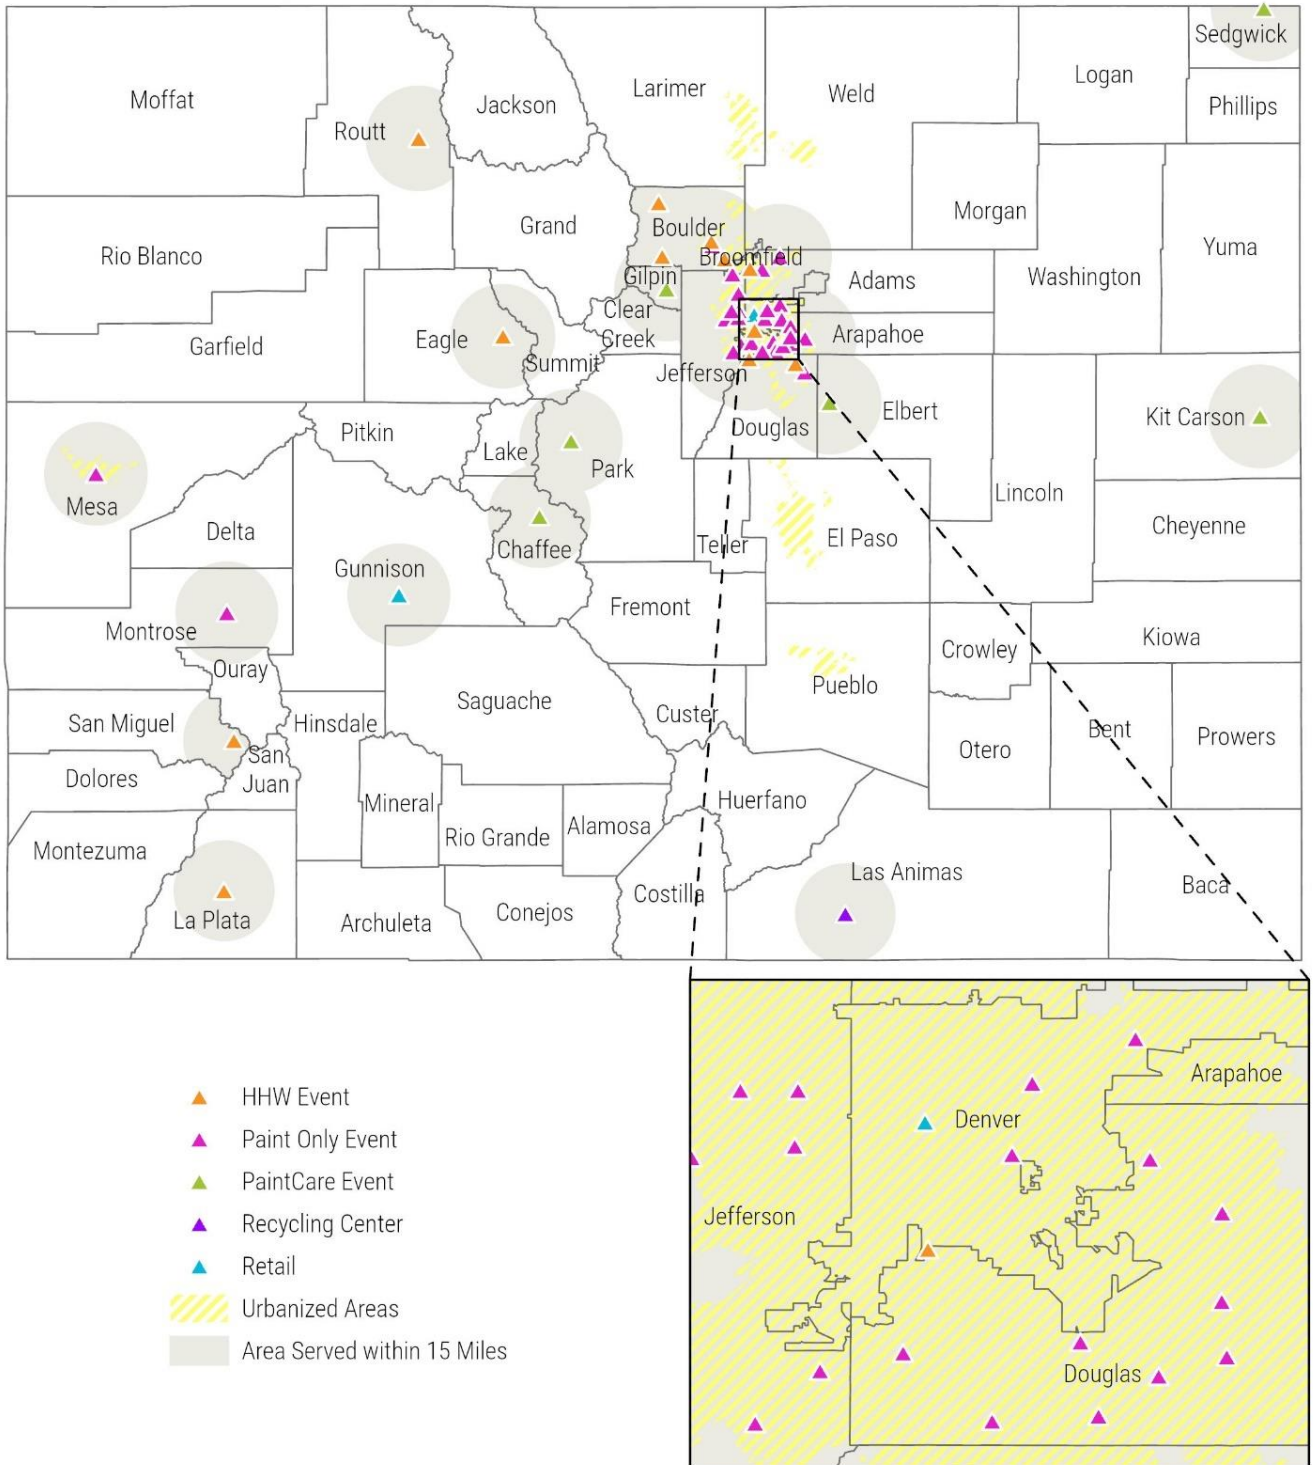 Sedgwick
Larimer
Logan
Moffat
Jackson
Weld
Phillips
Routt
Morgan
Grand
Boulder
Yuma
Rio Blanco
Broomfield
Gilpin
Adams
Washington
Clear
Creek
Eagle
Garfield
Arapahoe
Summit
Jefferson
Elbert
Kit Carson
Pitkin
Douglas
Lake
Park
Lincoln
Mesa
Delta
Teller
El Paso
Cheyenne
Chaffee
Gunnison
Fremont
Montrose
Kiowa
Crowley
Ouray
Pueblo
Saguache
San Miguel
Hinsdale
Custer
Bent
Prowers
Otero
San
Juan
Dolores
Mineral
Huerfano
Rio Grande
Alamosa
Montezuma
Las Animas
Costilla
Baca
La Plata
Archuleta
Conejos
Arapahoe
Denver
Jefferson
Douglas
HHW Event
Paint Only Event
PaintCare Event
Recycling Center
Retail
Urbanized Areas
Area Served within 15 Miles